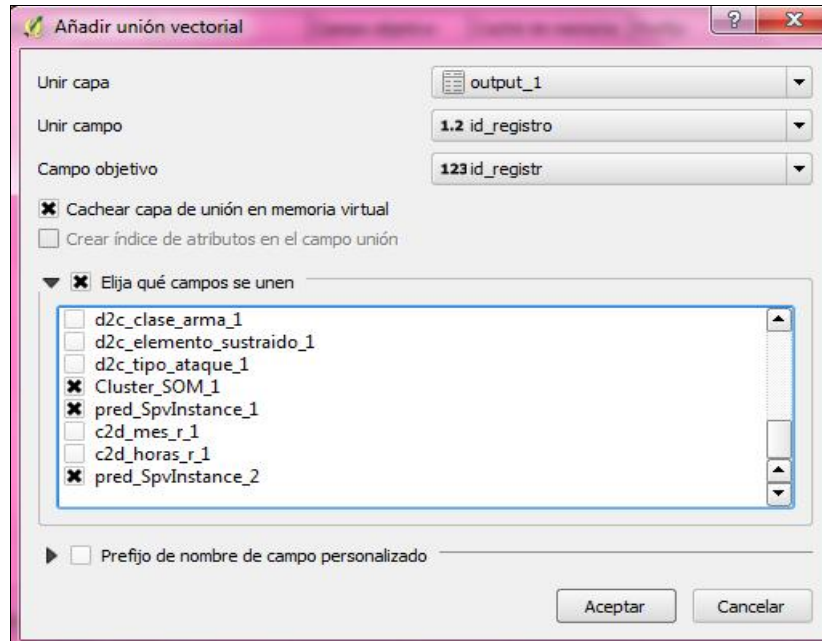 Añadir unión vectorial
Unir capa
output_1
Unir campo
1.2 id_registro
Campo objetivo
123 id_registr
Cachear capa de unión en memoria virtual
Crear índice de atributos en el campo unión
Elija qué campos se unen
d2c_clase_arma_1
d2c_elemento_sustraido_1
d2c_tipo_ataque_1
Cluster_SOM_1
pred_SpvInstance_1
c2d_mes_r_1
c2d_horas_r_1
pred_SpvInstance_2
Prefijo de nombre de campo personalizado
Aceptar
Cancelar